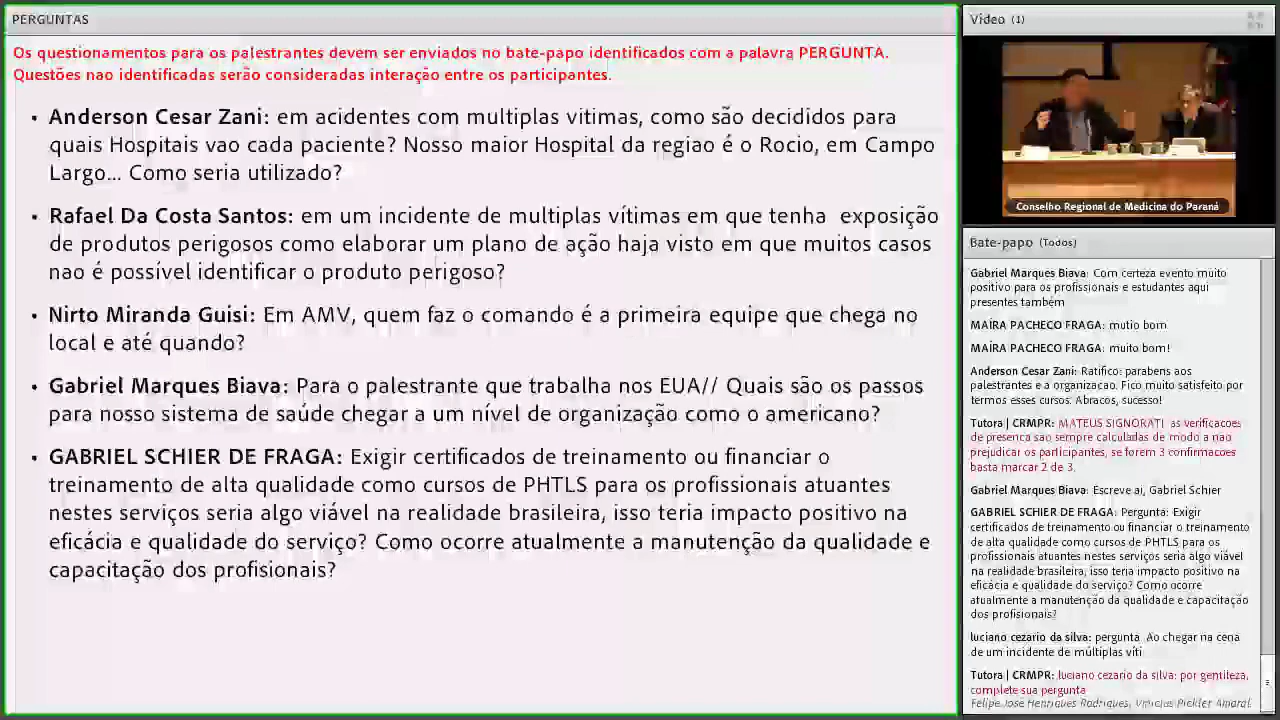 PERGUNTAS
Os questionamentos para os palestrantes devem ser enviados no bate-papo identificados com a palavra PERGUNTA.
Questões nao identificadas serão consideradas interação entre os participantes.
• Anderson Cesar Zani: em acidentes com multiplas vitimas, como são decididos para
quais Hospitais vao cada paciente? Nosso maior Hospital da regiao é o Rocio, em Campo
Largo... Como seria utilizado?
• Rafael Da Costa Santos: em um incidente de multiplas vítimas em que tenha exposição
de produtos perigosos como elaborar um plano de ação haja visto em que muitos casos
nao é possível identificar o produto perigoso?
• Nirto Miranda Guisi: Em AMV, quem faz o comando é a primeira equipe que chega no
local e até quando?
• Gabriel Marques Biava: Para o palestrante que trabalha nos EUA// Quais são os passos
para nosso sistema de saúde chegar a um nível de organização como o americano?
• GABRIEL SCHIER DE FRAGA: Exigir certificados de treinamento ou financiar o
treinamento de alta qualidade como cursos de PHTLS para os profissionais atuantes
nestes serviços seria algo viável na realidade brasileira, isso teria impacto positivo na
eficácia e qualidade do serviço? Como ocorre atualmente a manutenção da qualidade e
capacitação dos profisionais?
Vídeo (1)
Conselho Regional de Medicina do Paraná
Bate-papo (Todos)
Gabriel Marques Biava: Com certeza evento muito
positivo para os profissionais e estudantes aqui
presentes também
MAÍRA PACHECO FRAGA: mutio bom
MAÍRA PACHECO FRAGA: muito bom!
Anderson Cesar Zani: Ratifico: parabens aos
palestrantes e a organizacao. Fico muito satisfeito por
termos esses cursos. Abracos, sucesso!
Tutora | CRMPR: MATEUS SIGNORATI as verificacoes
de presenca sao sempre calculadas de modo a nao
prejudicar os participantes, se forem 3 confirmacoes
basta marcar 2 de 3.
Gabriel Marques Biava: Escreve aí, Gabriel Schier
GABRIEL SCHIER DE FRAGA: Pergunta: Exigir
certificados de treinamento ou financiar o treinamento
de alta qualidade como cursos de PHTLS para os
profissionais atuantes nestes serviços seria algo viável
na realidade brasileira, isso teria impacto positivo na
eficácia e qualidade do serviço? Como ocorre
atualmente a manutenção da qualidade e capacitação
dos profisionais?
luciano cezario da silva: pergunta Ao chegar na cena
de um incidente de múltiplas víti
Tutora | CRMPR: luciano cezario da silva: por gentileza,
complete sua pergunta
Felipe José Henriques Rodrigues, Vinicius Pickler Amaral